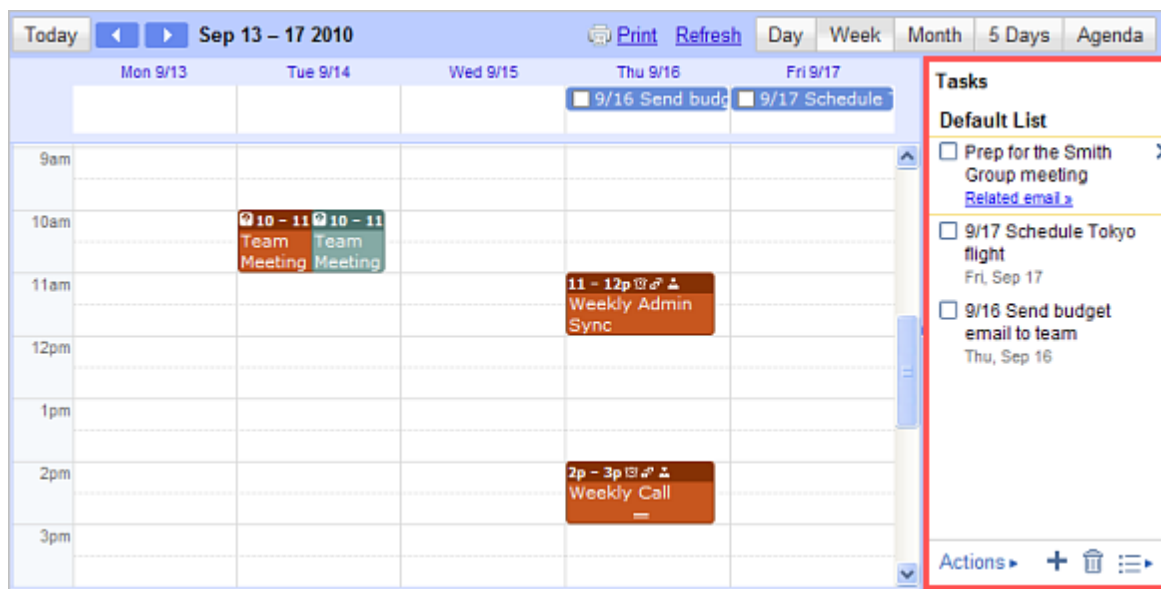 Today Sep 13 – 17 2010 Print Refresh Day Week Month 5 Days Agenda
Mon 9/13 Tue 9/14 Wed 9/15 Thu 9/16 Fri 9/17
9/16 Send budg 9/17 Schedule
9am
10am
11am
12pm
1pm
2pm
3pm
10 – 11
Team
Meeting
10 – 11
Team
Meeting
11 – 12p
Weekly Admin
Sync
2p – 3p
Weekly Call
Tasks
Default List
Prep for the Smith
Group meeting
Related email »
9/17 Schedule Tokyo
flight
Fri, Sep 17
9/16 Send budget
email to team
Thu, Sep 16
Actions